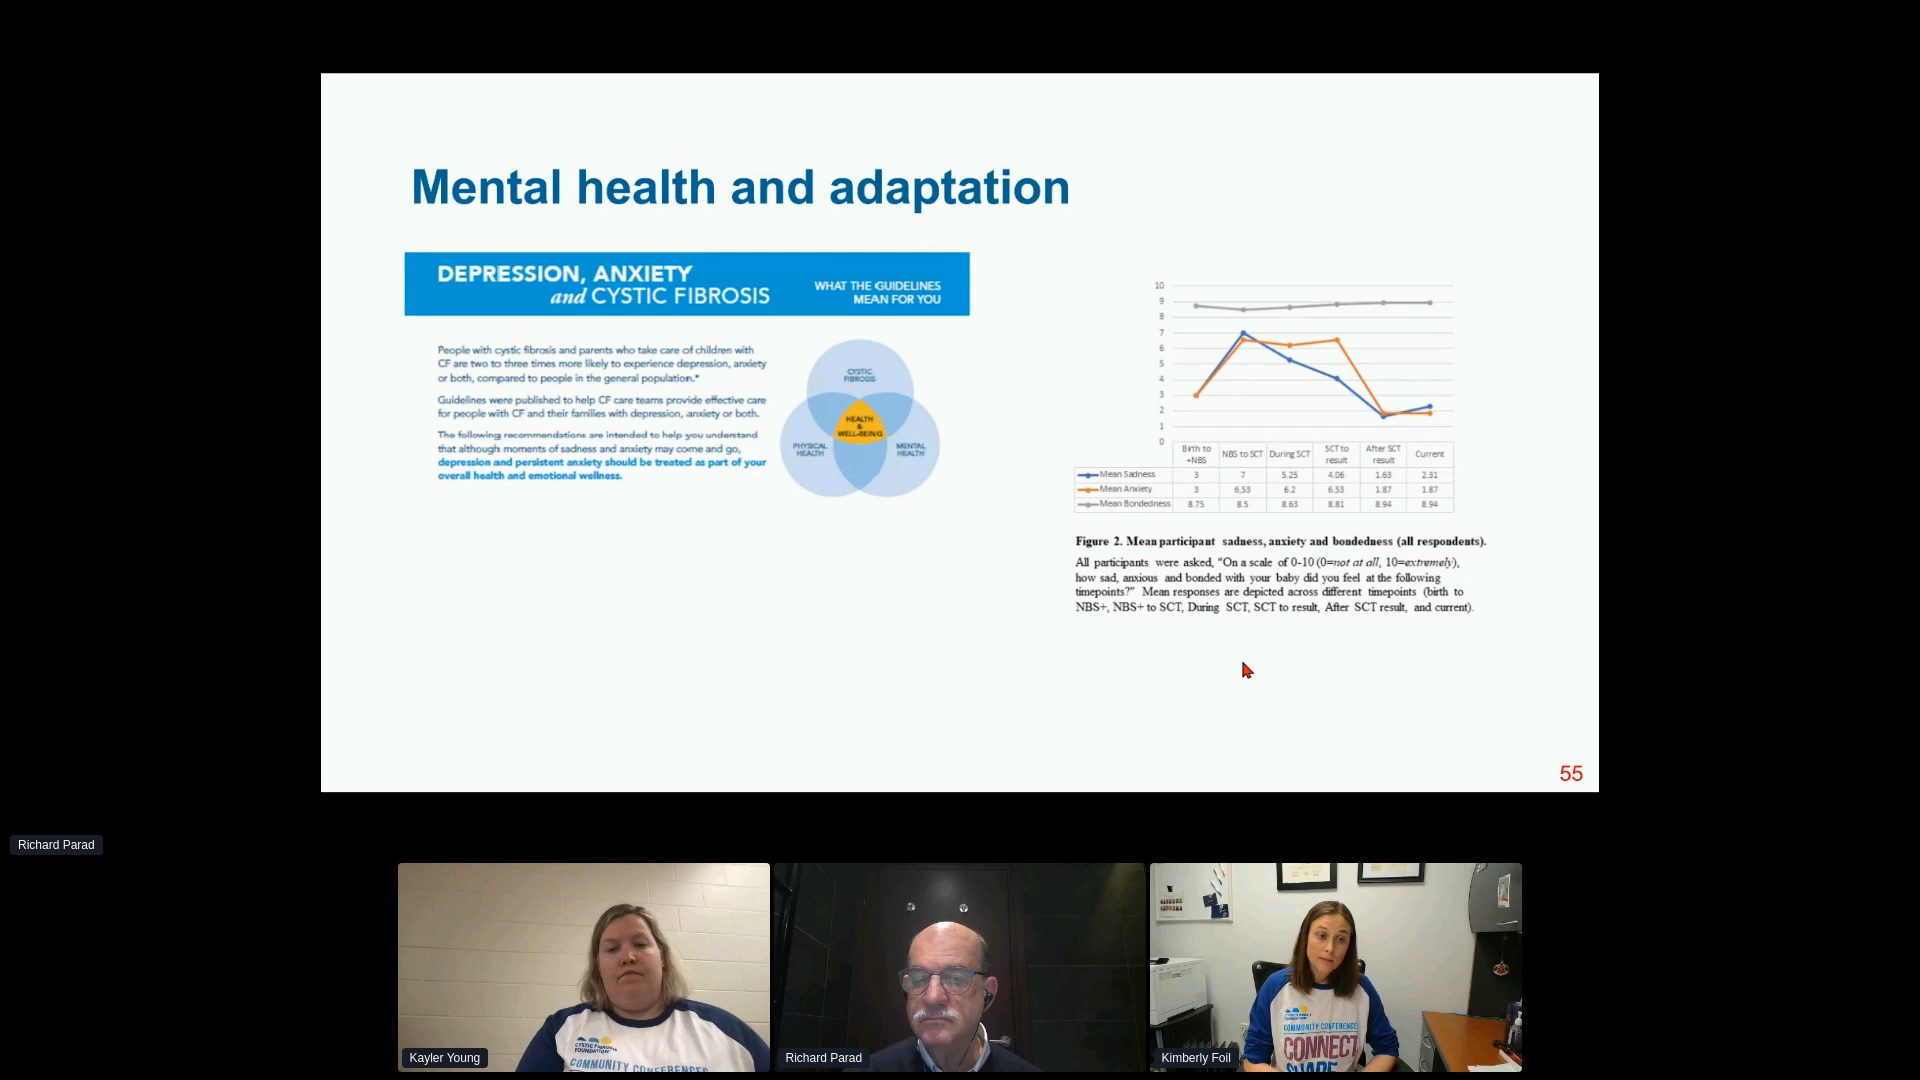 Mental health and adaptation
DEPRESSION, ANXIETY
and CYSTIC FIBROSIS
WHAT THE GUIDELINES
MEAN FOR YOU
People with cystic fibrosis and parents who take care of children with
CF are two to three times more likely to experience depression, anxiety
or both, compared to people in the general population.*
Guidelines were published to help CF care teams provide effective care
for people with CF and their families with depression, anxiety or both.
The following recommendations are intended to help you understand
that although moments of sadness and anxiety may come and go,
depression and persistent anxiety should be treated as part of your
overall health and emotional wellness.
CYSTIC
FIBROSIS
HEALTH
&
WELL-BEING
PHYSICAL
HEALTH
MENTAL
HEALTH
10
9
8
7
6
5
4
3
2
1
0
Birth to
+NBS
NBS to SCT
During SCT
SCT to
result
After SCT
result
Current
Mean Sadness 3 7 5.25 4.06 1.63 2.31
Mean Anxiety 3 6.53 6.2 6.53 1.87 1.87
Mean Bondedness 8.75 8.5 8.63 8.81 8.94 8.94
Figure 2. Mean participant sadness, anxiety and bondedness (all respondents).
All participants were asked, "On a scale of 0-10 (0=not at all, 10=extremely),
how sad, anxious and bonded with your baby did you feel at the following
timepoints?" Mean responses are depicted across different timepoints (birth to
NBS+, NBS+ to SCT, During SCT, SCT to result, After SCT result, and current).
55
Richard Parad
CYSTIC FIBROSIS
FOUNDATION
COMMUNITY CONFERENCES
Kayler Young
Richard Parad
COMMUNITY CONFERENCE
CONNECT
SHARE
Kimberly Foil